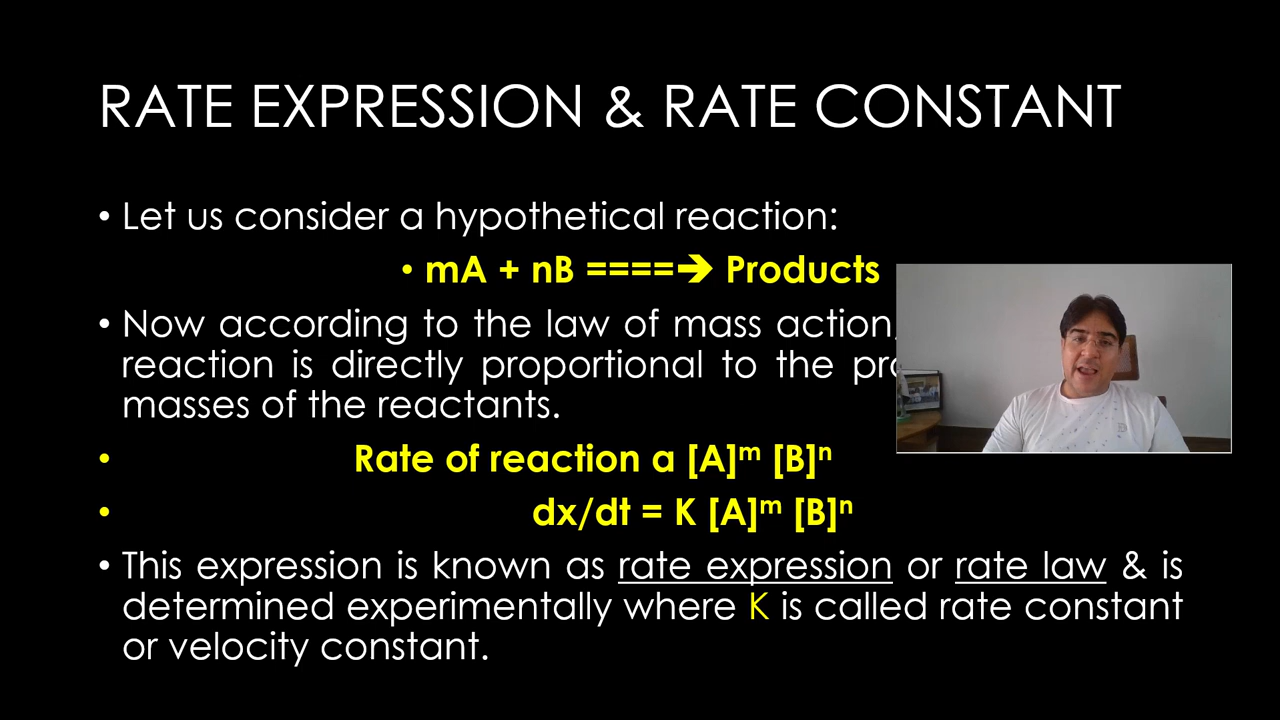 RATE EXPRESSION & RATE CONSTANT
• Let us consider a hypothetical reaction:
• mA + nB ====➔ Products
• Now according to the law of mass action,
reaction is directly proportional to the
masses of the reactants.
• Rate of reaction a [A]ᵐ [B]ⁿ
• dx/dt = K [A]ᵐ [B]ⁿ
• This expression is known as rate expression or rate law & is
determined experimentally where K is called rate constant
or velocity constant.